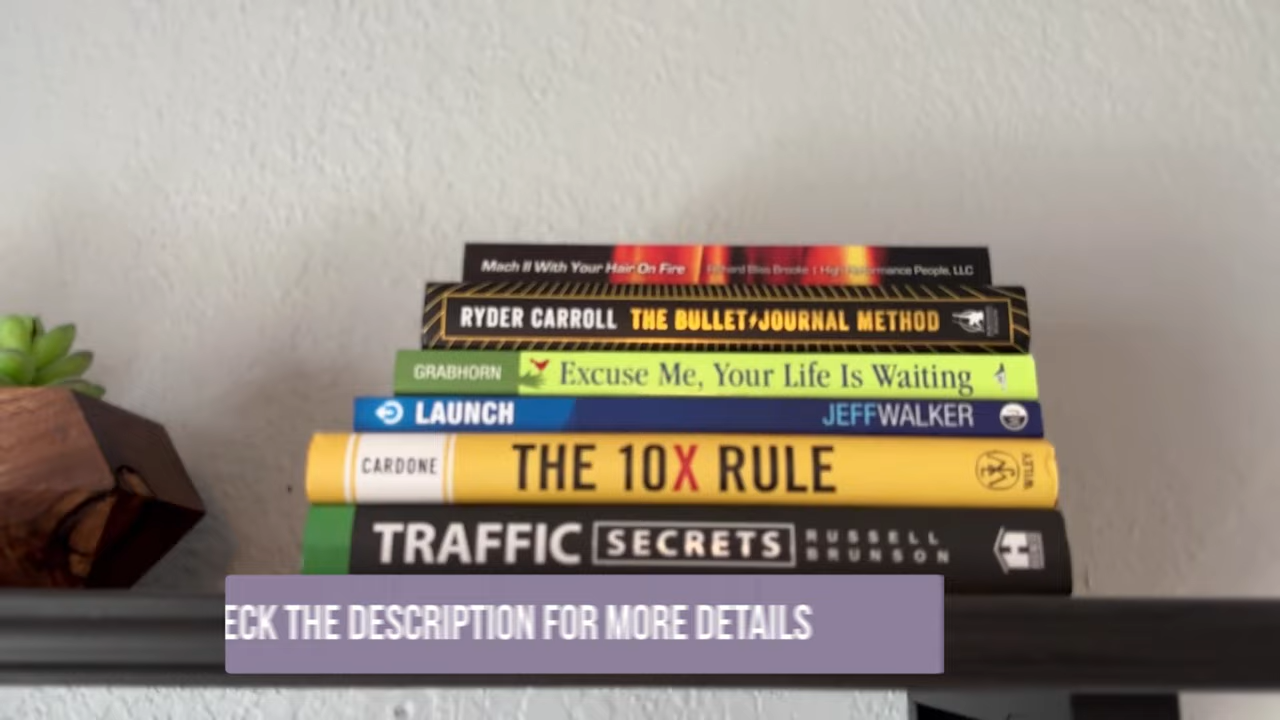 Mach II With Your Hair On Fire Richard Bliss Brooke | High Performance People, LLC
RYDER CARROLL THE BULLET JOURNAL METHOD
GRABHORN Excuse Me, Your Life Is Waiting
LAUNCH JEFF WALKER
CARDONE THE 10X RULE WILEY
TRAFFIC SECRETS RUSSELL
BRUNSON
ECK THE DESCRIPTION FOR MORE DETAILS